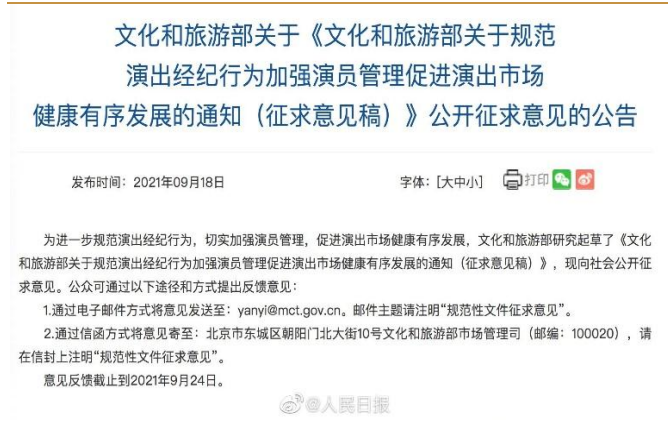 文化和旅游部关于《文化和旅游部关于规范
演出经纪行为加强演员管理促进演出市场
健康有序发展的通知（征求意见稿）》公开征求意见的公告
发布时间：2021年09月18日 字体：[大中小] 打印
为进一步规范演出经纪行为，切实加强演员管理，促进演出市场健康有序发展，文化和旅游部研究起草了《文化
和旅游部关于规范演出经纪行为加强演员管理促进演出市场健康有序发展的通知（征求意见稿）》，现向社会公开征
求意见。公众可通过以下途径和方式提出反馈意见：
1.通过电子邮件方式将意见发送至：yanyi@mct.gov.cn。邮件主题请注明“规范性文件征求意见”。
2.通过信函方式将意见寄至：北京市东城区朝阳门北大街10号文化和旅游部市场管理司（邮编：100020），请
在信封上注明“规范性文件征求意见”。
意见反馈截止到2021年9月24日。
@人民日报